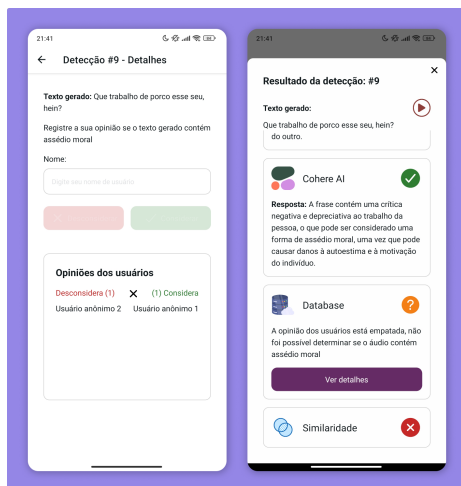 21:41
Detecção #9 - Detalhes
Texto gerado: Que trabalho de porco esse seu,
hein?
Registre a sua opinião se o texto gerado contém
assédio moral
Nome:
Digite seu nome de usuário
Opiniões dos usuários
Desconsidera (1)
(1) Considera
Usuário anônimo 2
Usuário anônimo 1
21:41
Resultado da detecção: #9
Texto gerado:
Que trabalho de porco esse seu, hein?
do outro.
Cohere AI
Resposta: A frase contém uma crítica
negativa e depreciativa ao trabalho da
pessoa, o que pode ser considerado uma
forma de assédio moral, uma vez que pode
causar danos à autoestima e à motivação
do indivíduo.
Database
?
A opinião dos usuários está empatada, não
foi possível determinar se o áudio contém
assédio moral
Ver detalhes
Similaridade